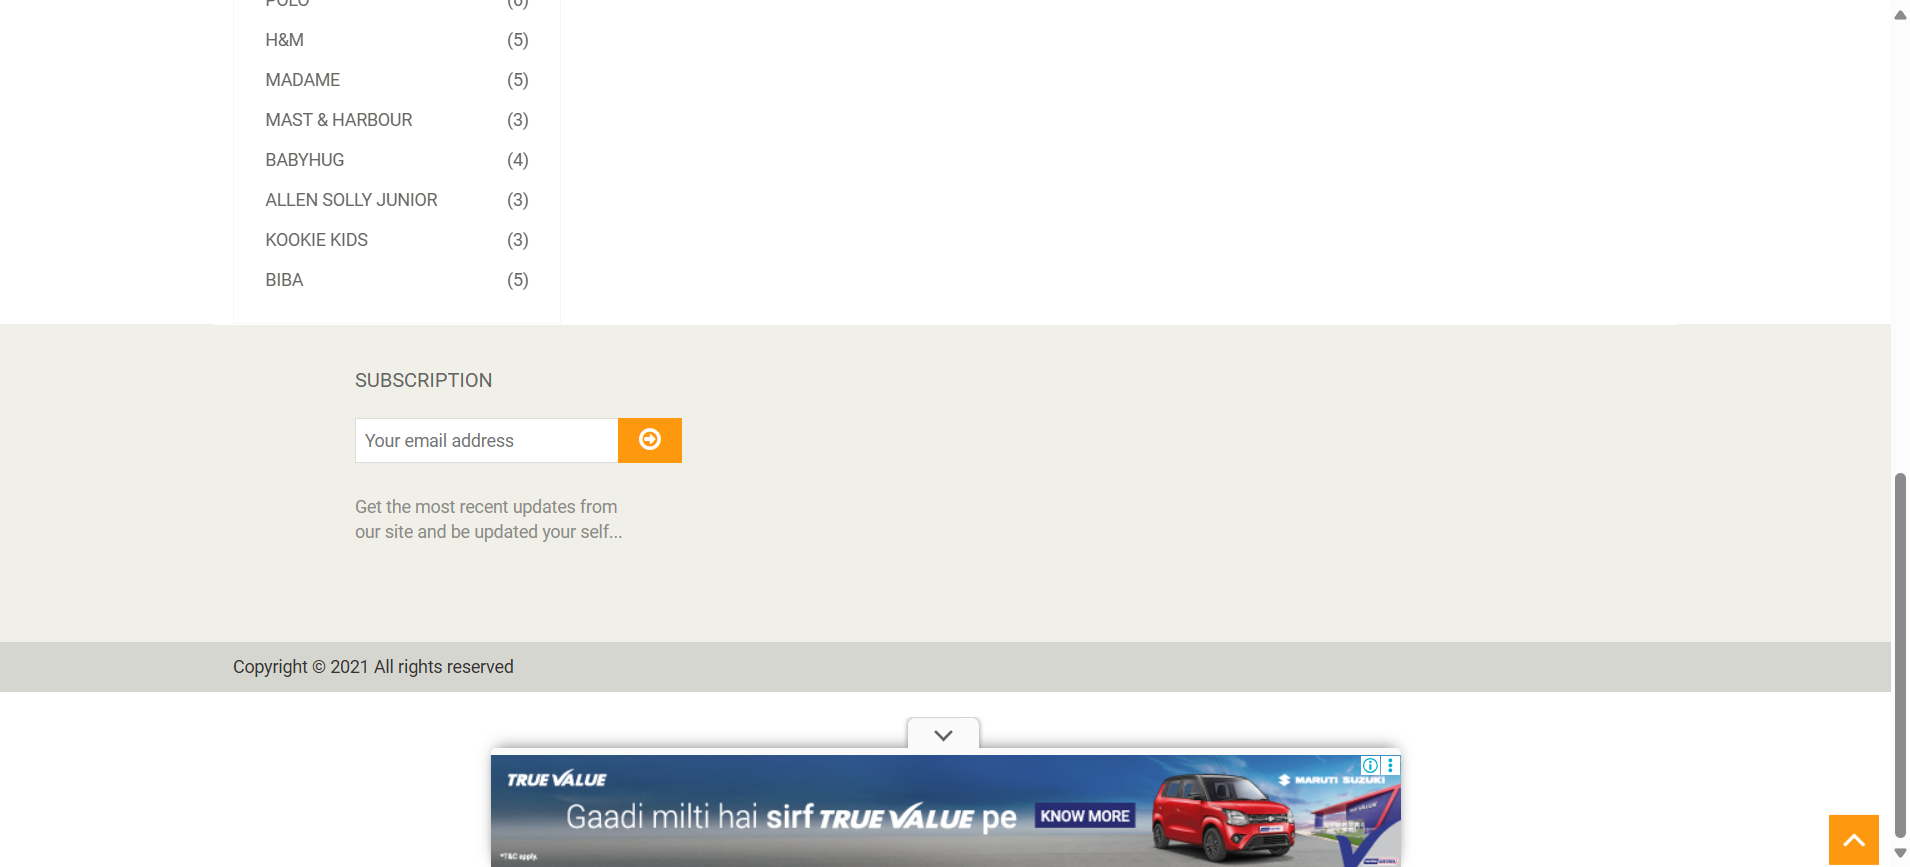 POLO (6)
H&M (5)
MADAME (5)
MAST & HARBOUR (3)
BABYHUG (4)
ALLEN SOLLY JUNIOR (3)
KOOKIE KIDS (3)
BIBA (5)
SUBSCRIPTION
Your email address
Get the most recent updates from
our site and be updated your self...
Copyright © 2021 All rights reserved
TRUE VALUE
MARUTI SUZUKI
Gaadi milti hai sirf TRUE VALUE pe KNOW MORE
*T&C apply.